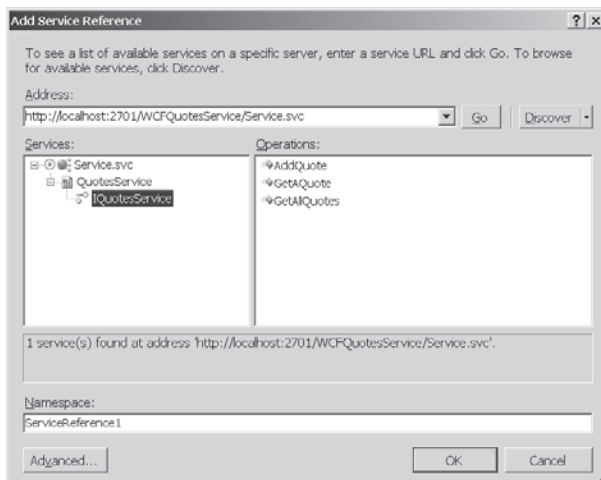 Add Service Reference
To see a list of available services on a specific server, enter a service URL and click Go. To browse
for available services, click Discover.
Address:
http://localhost:2701/WCFQuotesService/Service.svc
Go
Discover
Services:
Operations:
Service.svc
QuotesService
IQuotesService
AddQuote
GetAQuote
GetAllQuotes
1 service(s) found at address 'http://localhost:2701/WCFQuotesService/Service.svc'.
Namespace:
ServiceReference1
Advanced...
OK
Cancel